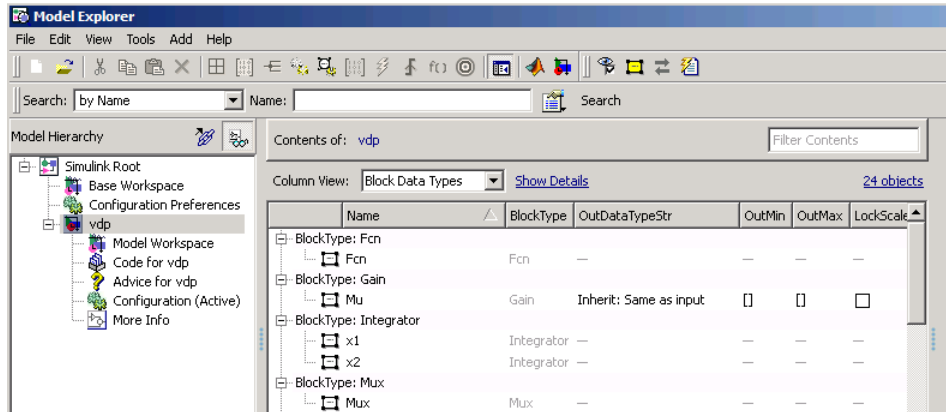 Model Explorer
File Edit View Tools Add Help
f()
Search: by Name Name: Search
Model Hierarchy
Simulink Root
Base Workspace
Configuration Preferences
vdp
Model Workspace
Code for vdp
Advice for vdp
Configuration (Active)
More Info
Contents of: vdp Filter Contents
Column View: Block Data Types Show Details 24 objects
Name BlockType OutDataTypeStr OutMin OutMax LockScale
BlockType: Fcn
Fcn Fcn — — — —
BlockType: Gain
Mu Gain Inherit: Same as input [] []
BlockType: Integrator
x1 Integrator — — — —
x2 Integrator — — — —
BlockType: Mux
Mux Mux — — — —